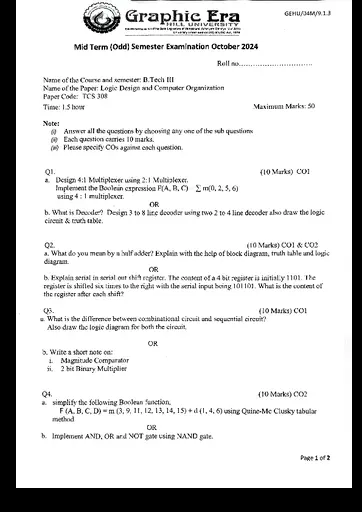 GEHU/04M/9.1.3
Graphic Era
HILL UNIVERSITY
Mid Term (Odd) Semester Examination October 2024
Roll no.............................
Name of the Course and semester: B.Tech III
Name of the Paper: Logic Design and Computer Organization
Paper Code: TCS 308
Time: 1.5 hour Maximum Marks: 50
Note:
(i) Answer all the questions by choosing any one of the sub questions
(ii) Each question carries 10 marks.
(iii) Please specify COs against each question.
Q1. (10 Marks) CO1
a. Design 4:1 Multiplexer using 2:1 Multiplexer.
Implement the Boolean expression F(A, B, C) ∑ m(0, 2, 5, 6)
using 4 : 1 multiplexer.
OR
b. What is Decoder? Design 3 to 8 line decoder using two 2 to 4 line decoder also draw the logic
circuit & truth table.
Q2. (10 Marks) CO1 & CO2
a. What do you mean by a half adder? Explain with the help of block diagram, truth table and logic
diagram.
OR
b. Explain serial in serial out shift register. The content of a 4 bit register is initially 1101. The
register is shifted six times to the right with the serial input being 101101. What is the content of
the register after each shift?
Q3. (10 Marks) CO1
a. What is the difference between combinational circuit and sequential circuit?
Also draw the logic diagram for both the circuit.
OR
b. Write a short note on:
i. Magnitude Comparator
ii. 2 bit Binary Multiplier
Q4. (10 Marks) CO2
a. simplify the following Boolean function,
F (A, B, C, D) = m (3, 9, 11, 12, 13, 14, 15) + d (1, 4, 6) using Quine-Mc Clusky tabular
method
OR
b. Implement AND, OR and NOT gate using NAND gate.
Page 1 of 2